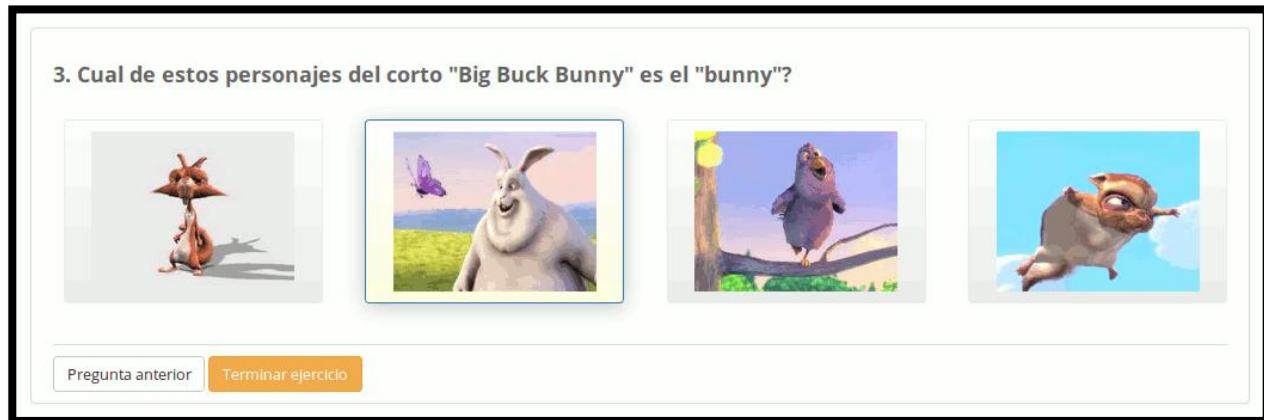 3. Cual de estos personajes del corto "Big Buck Bunny" es el "bunny"?
Pregunta anterior
Terminar ejercicio